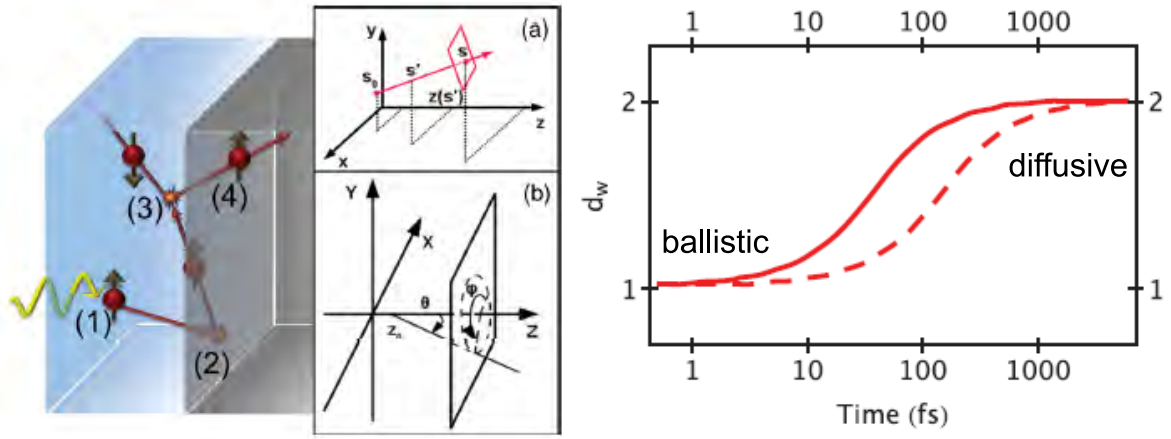 (1)
(2)
(3)
(4)
(a)
y
s₀
s'
s
z(s')
z
x
(b)
Y
X
θ
φ
z₀
Z
1 10 100 1000
2 2
diffusive
d_w
ballistic
1 1
1 10 100 1000
Time (fs)